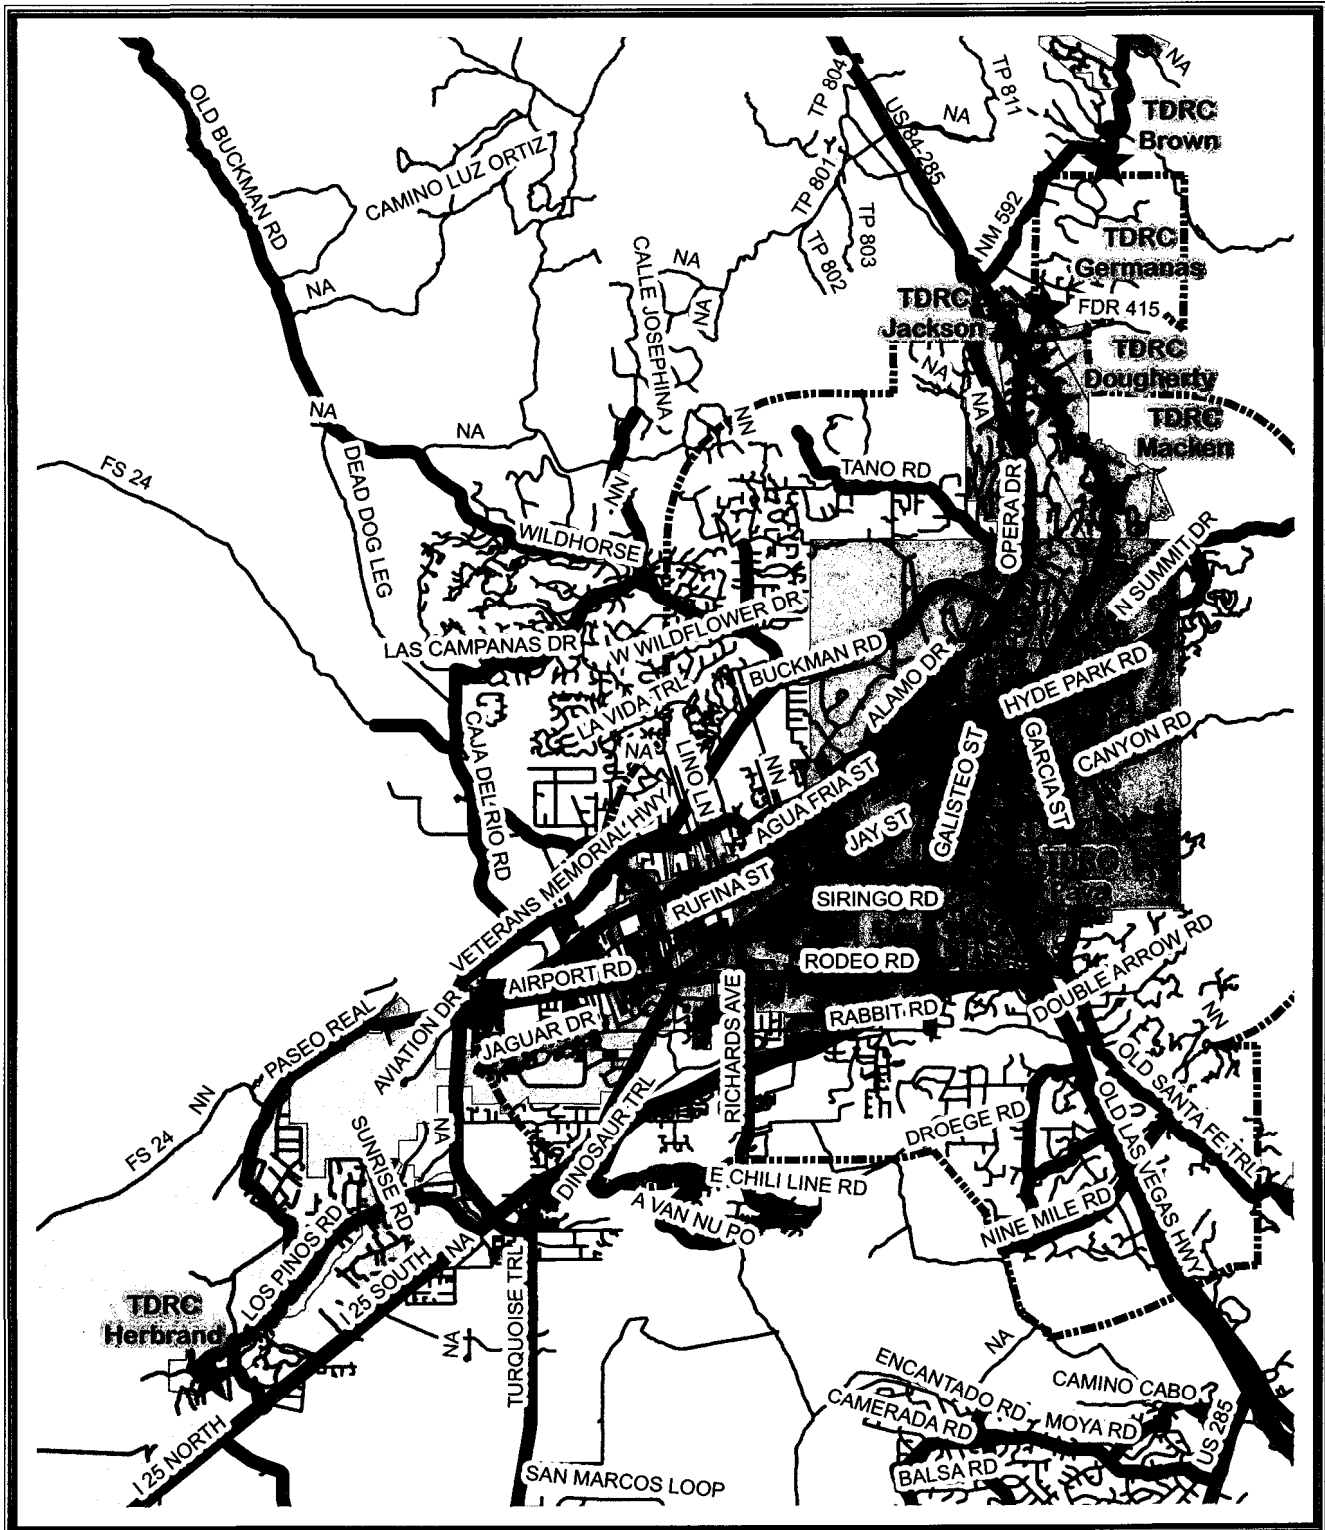 NA
TP 811
TP 804
US 84-285
NA
TDRC
Brown
OLD BUCKMAN RD
CAMINO LUZ ORTIZ
TP 801
TP 803
TP 802
NM 592
TDRC
Germanas
CALLE JOSEPHINA
NA
NA
NA
TDRC
Jackson
FDR 415
NA
TDRC
Dougherty
NA
NA
NA
NN
TDRC
Macken
FS 24
DEAD DOG LEG
NN
TANO RD
OPERA DR
WILDHORSE
N SUMMIT DR
LAS CAMPANAS DR
W WILDFLOWER DR
BUCKMAN RD
ALAMO DR
HYDE PARK RD
LA VIDA TRL
CAJA DEL RIO RD
NA
LINO LN
NN
GALISTEO ST
GARCIA ST
CANYON RD
AGUA FRIA ST
JAY ST
VETERANS MEMORIAL HWY
RUFINA ST
SIRINGO RD
TDRC
Pava
AIRPORT RD
RODEO RD
DOUBLE ARROW RD
PASEO REAL
AVIATION DR
JAGUAR DR
RICHARDS AVE
RABBIT RD
NN
NN
FS 24
SUNRISE RD
NA
DINOSAUR TRL
DROEGE RD
OLD SANTA FE TRL
OLD LAS VEGAS HWY
E CHILI LINE RD
A VAN NU PO
NINE MILE RD
LOS PINOS RD
I 25 SOUTH
NA
TURQUOISE TRL
TDRC
Herbrand
NA
NA
ENCANTADO RD
CAMINO CABO
CAMERADA RD
MOYA RD
US 285
I 25 NORTH
SAN MARCOS LOOP
BALSA RD